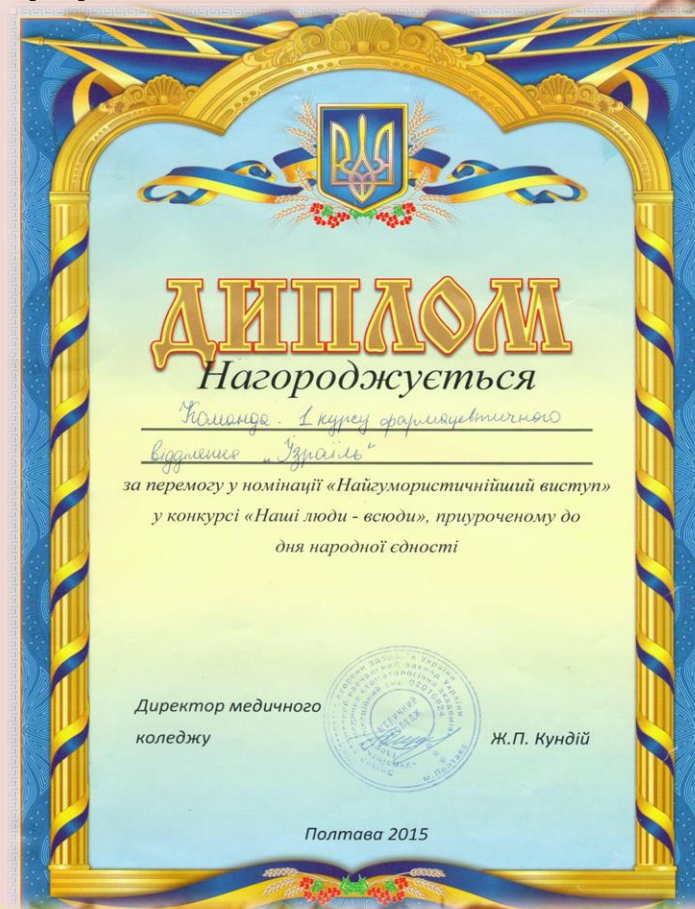 ДИПЛОМ
Нагороджується
Команда - 1 курсу фармацевтичного
відділення „Ізраїль"
за перемогу у номінації «Найгумористичнійший виступ»
у конкурсі «Наші люди - всюди», приуроченому до
дня народної єдності
Директор медичного
коледжу
Ж.П. Кундій
Полтава 2015